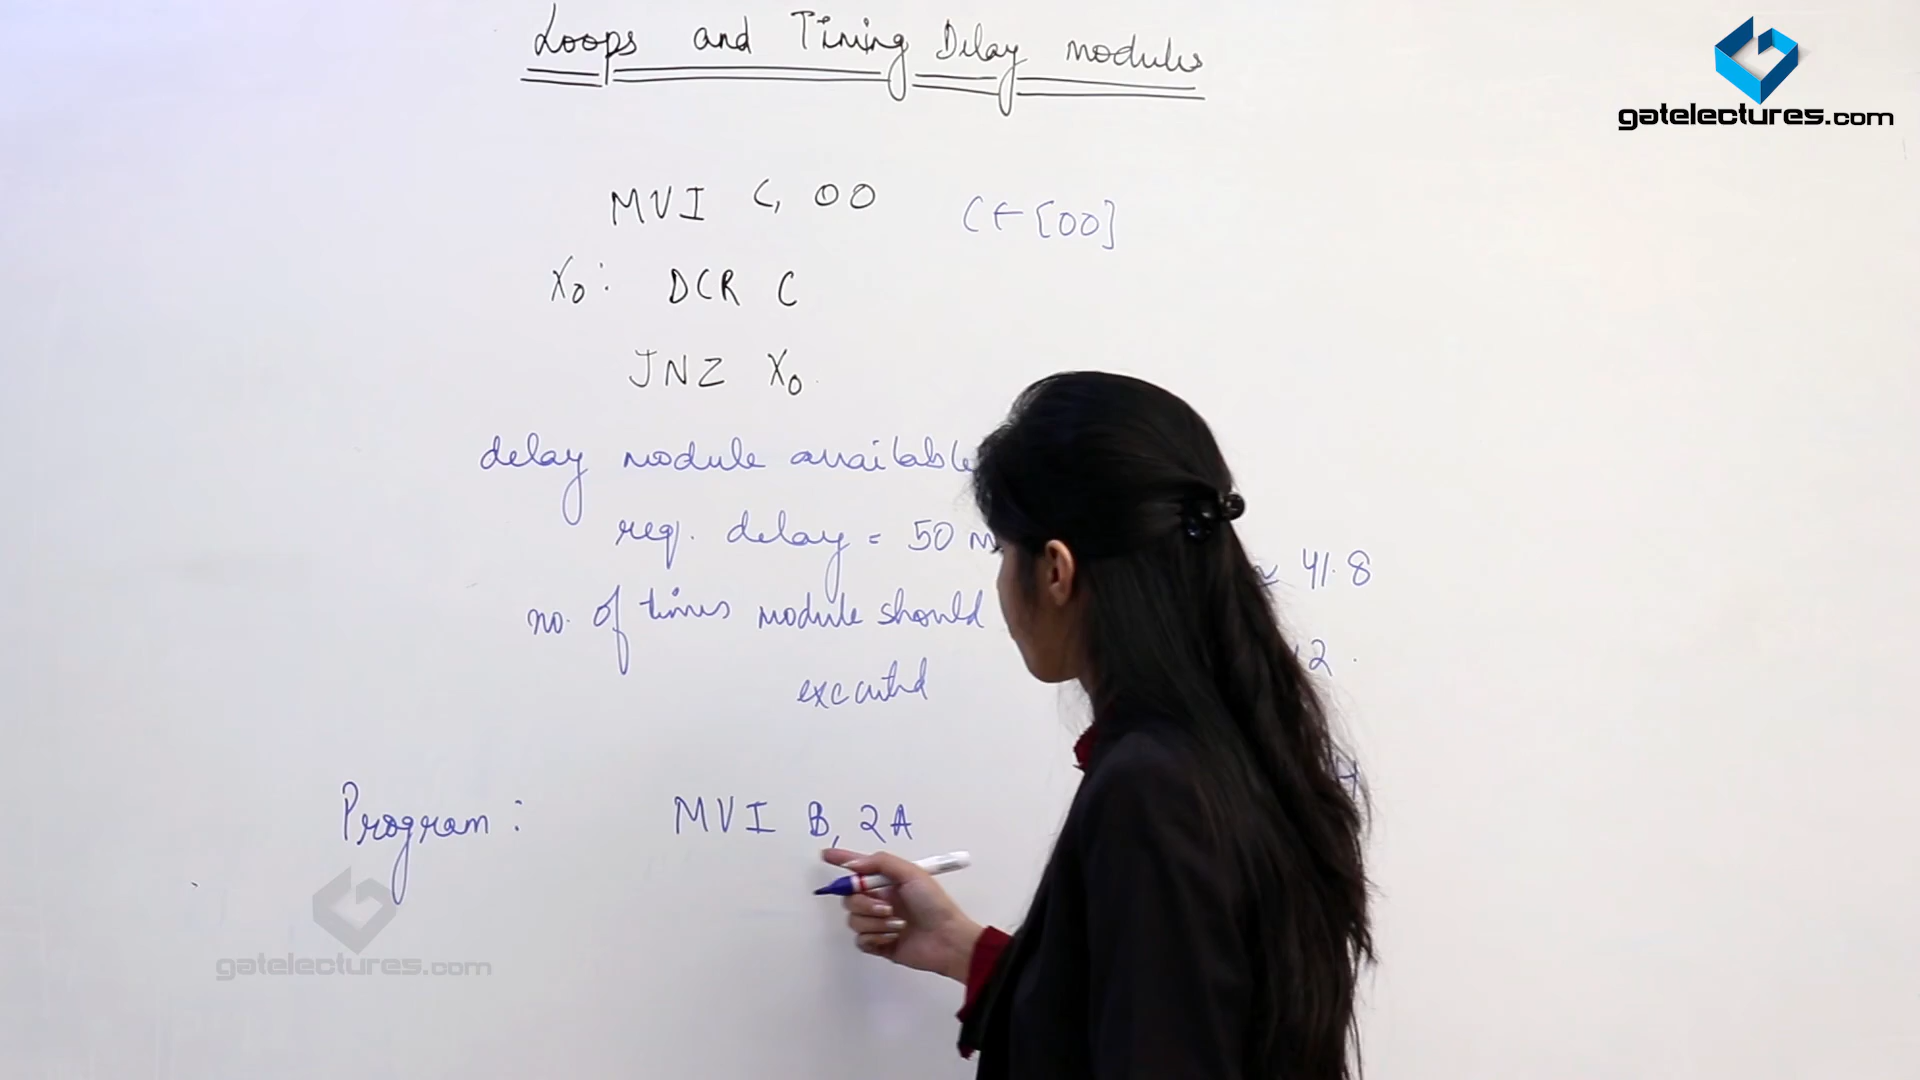 Loops and Timing Delay modules
gatelectures.com
MVI C, 00 C ← [00]
X0: DCR C
JNZ X0
delay module available
req. delay = 50 m
≈ 41.8
no. of times module should
executed
2.
Program: MVI B, 2A
gatelectures.com